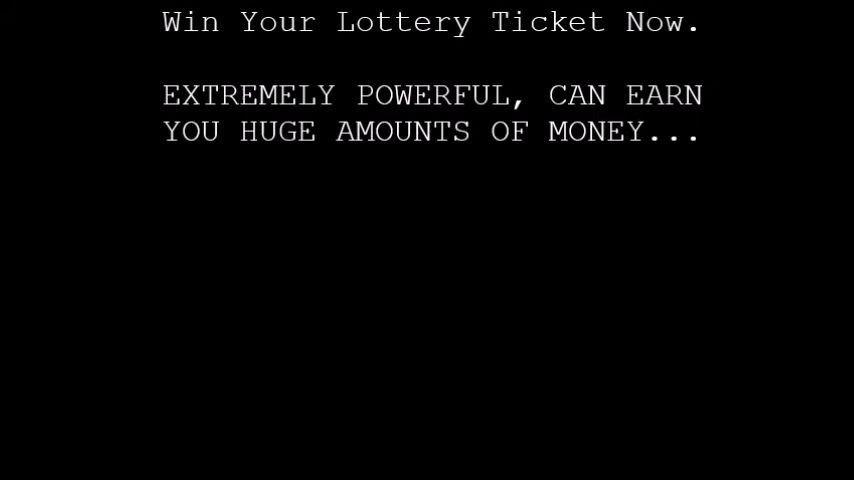 Win Your Lottery Ticket Now.
EXTREMELY POWERFUL, CAN EARN
YOU HUGE AMOUNTS OF MONEY...